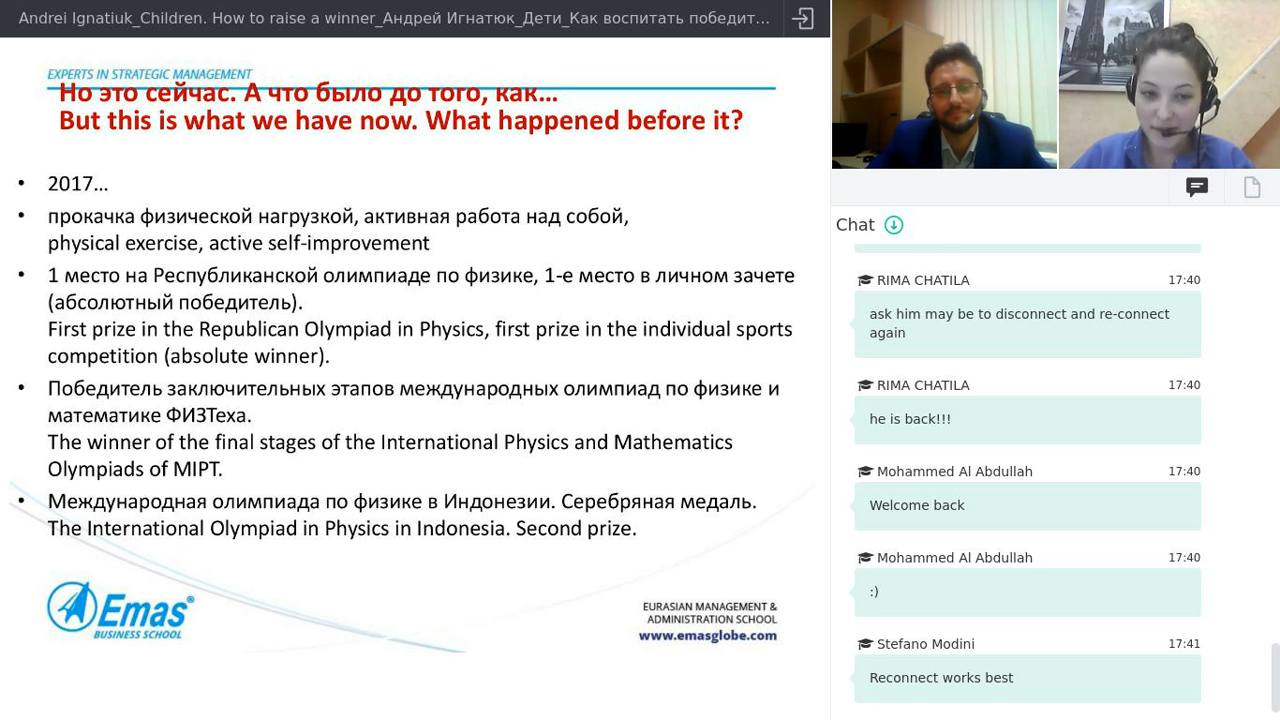 Andrei Ignatiuk_Children. How to raise a winner_Андрей Игнатюк_Дети_Как воспитать победит...
EXPERTS IN STRATEGIC MANAGEMENT
Но это сейчас. А что было до того, как...
But this is what we have now. What happened before it?
• 2017...
• прокачка физической нагрузкой, активная работа над собой,
physical exercise, active self-improvement
• 1 место на Республиканской олимпиаде по физике, 1-е место в личном зачете
(абсолютный победитель).
First prize in the Republican Olympiad in Physics, first prize in the individual sports
competition (absolute winner).
• Победитель заключительных этапов международных олимпиад по физике и
математике ФИЗТеха.
The winner of the final stages of the International Physics and Mathematics
Olympiads of MIPT.
• Международная олимпиада по физике в Индонезии. Серебряная медаль.
The International Olympiad in Physics in Indonesia. Second prize.
Emas®
BUSINESS SCHOOL
EURASIAN MANAGEMENT &
ADMINISTRATION SCHOOL
www.emasglobe.com
Chat
RIMA CHATILA 17:40
ask him may be to disconnect and re-connect
again
RIMA CHATILA 17:40
he is back!!!
Mohammed Al Abdullah 17:40
Welcome back
Mohammed Al Abdullah 17:40
:)
Stefano Modini 17:41
Reconnect works best